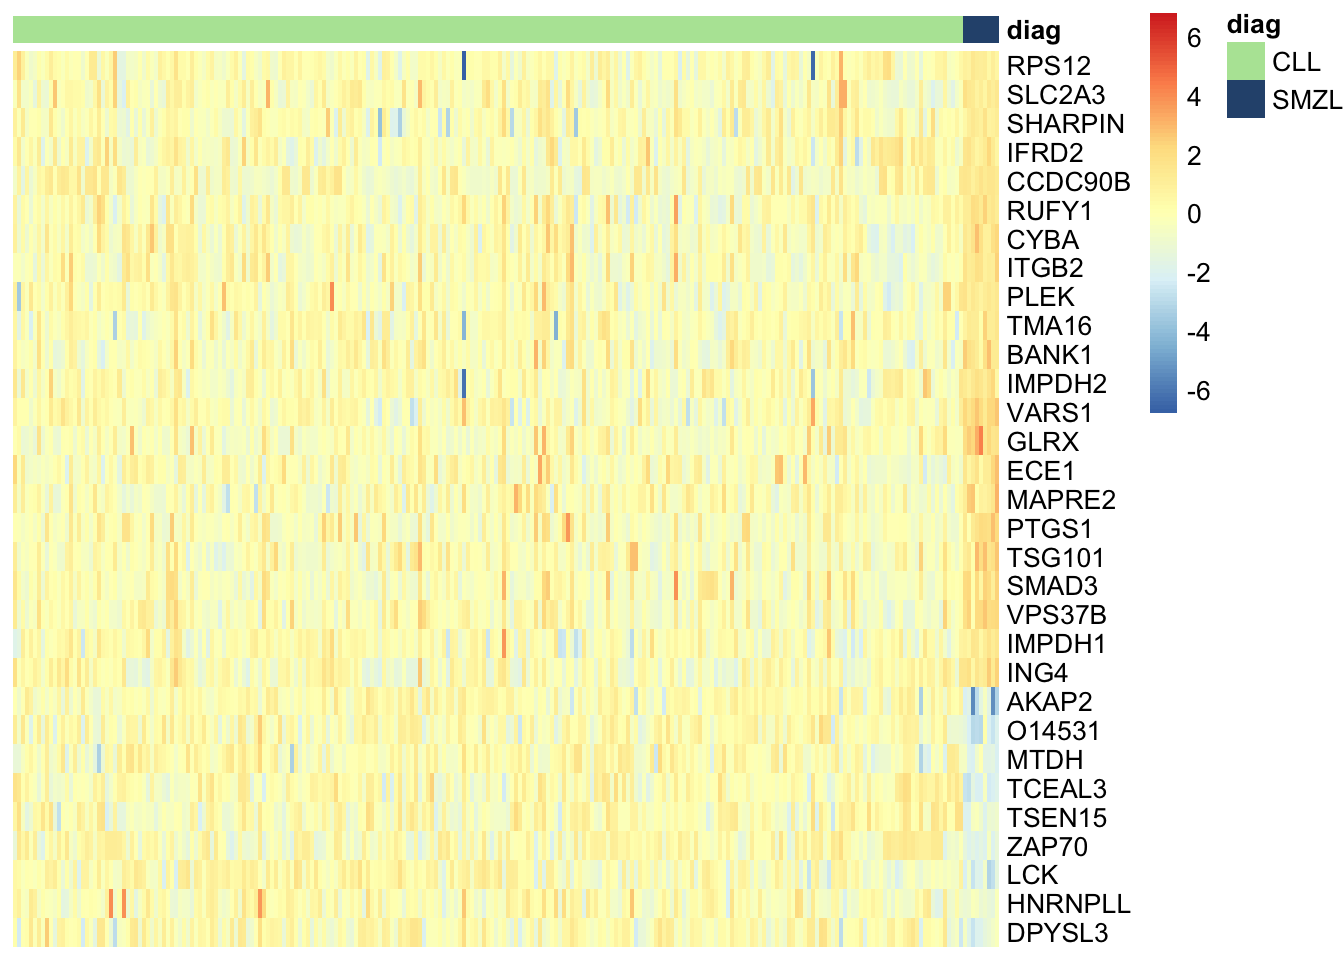 diag
RPS12
SLC2A3
SHARPIN
IFRD2
CCDC90B
RUFY1
CYBA
ITGB2
PLEK
TMA16
BANK1
IMPDH2
VARS1
GLRX
ECE1
MAPRE2
PTGS1
TSG101
SMAD3
VPS37B
IMPDH1
ING4
AKAP2
O14531
MTDH
TCEAL3
TSEN15
ZAP70
LCK
HNRNPLL
DPYSL3
6
4
2
0
-2
-4
-6
diag
CLL
SMZL